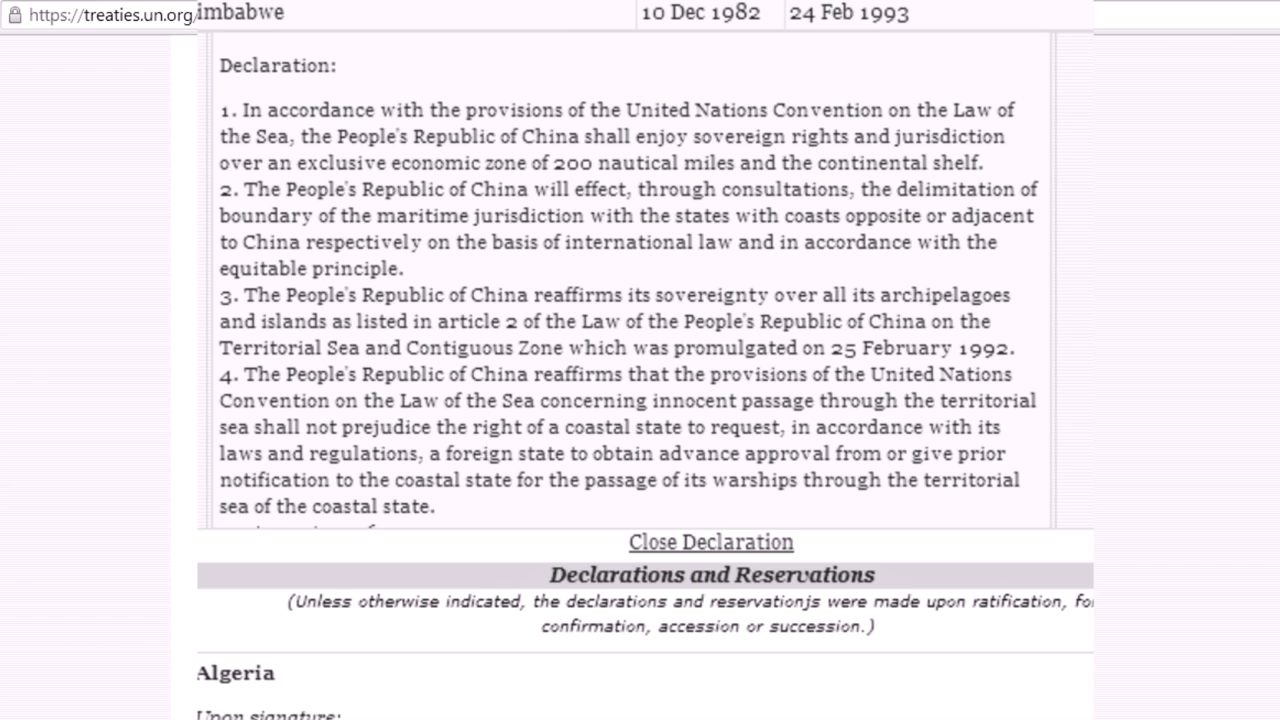 https://treaties.un.org/
imbabwe 10 Dec 1982 24 Feb 1993
Declaration:
1. In accordance with the provisions of the United Nations Convention on the Law of
the Sea, the People's Republic of China shall enjoy sovereign rights and jurisdiction
over an exclusive economic zone of 200 nautical miles and the continental shelf.
2. The People's Republic of China will effect, through consultations, the delimitation of
boundary of the maritime jurisdiction with the states with coasts opposite or adjacent
to China respectively on the basis of international law and in accordance with the
equitable principle.
3. The People's Republic of China reaffirms its sovereignty over all its archipelagoes
and islands as listed in article 2 of the Law of the People's Republic of China on the
Territorial Sea and Contiguous Zone which was promulgated on 25 February 1992.
4. The People's Republic of China reaffirms that the provisions of the United Nations
Convention on the Law of the Sea concerning innocent passage through the territorial
sea shall not prejudice the right of a coastal state to request, in accordance with its
laws and regulations, a foreign state to obtain advance approval from or give prior
notification to the coastal state for the passage of its warships through the territorial
sea of the coastal state.
Close Declaration
Declarations and Reservations
(Unless otherwise indicated, the declarations and reservationjs were made upon ratification, fo
confirmation, accession or succession.)
Algeria
Upon signature: